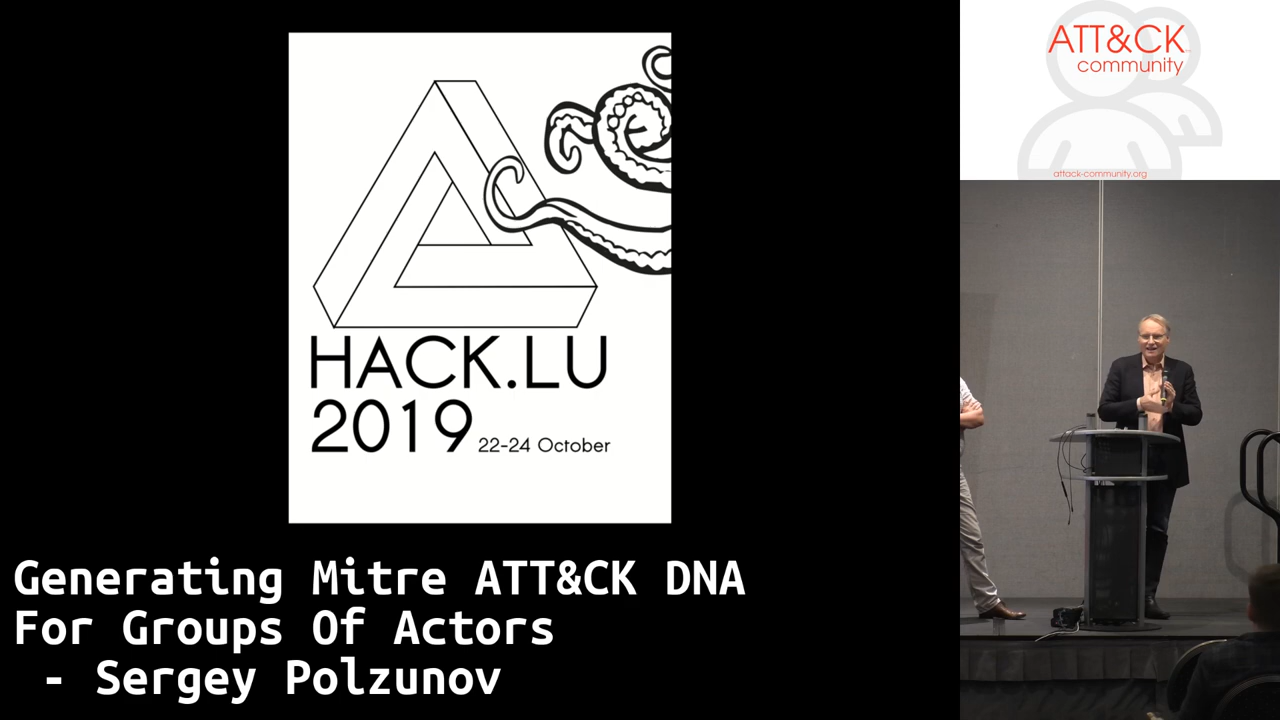 HACK.LU
2019 22-24 October
Generating Mitre ATT&CK DNA
For Groups Of Actors
- Sergey Polzunov
ATT&CK
community
attack-community.org